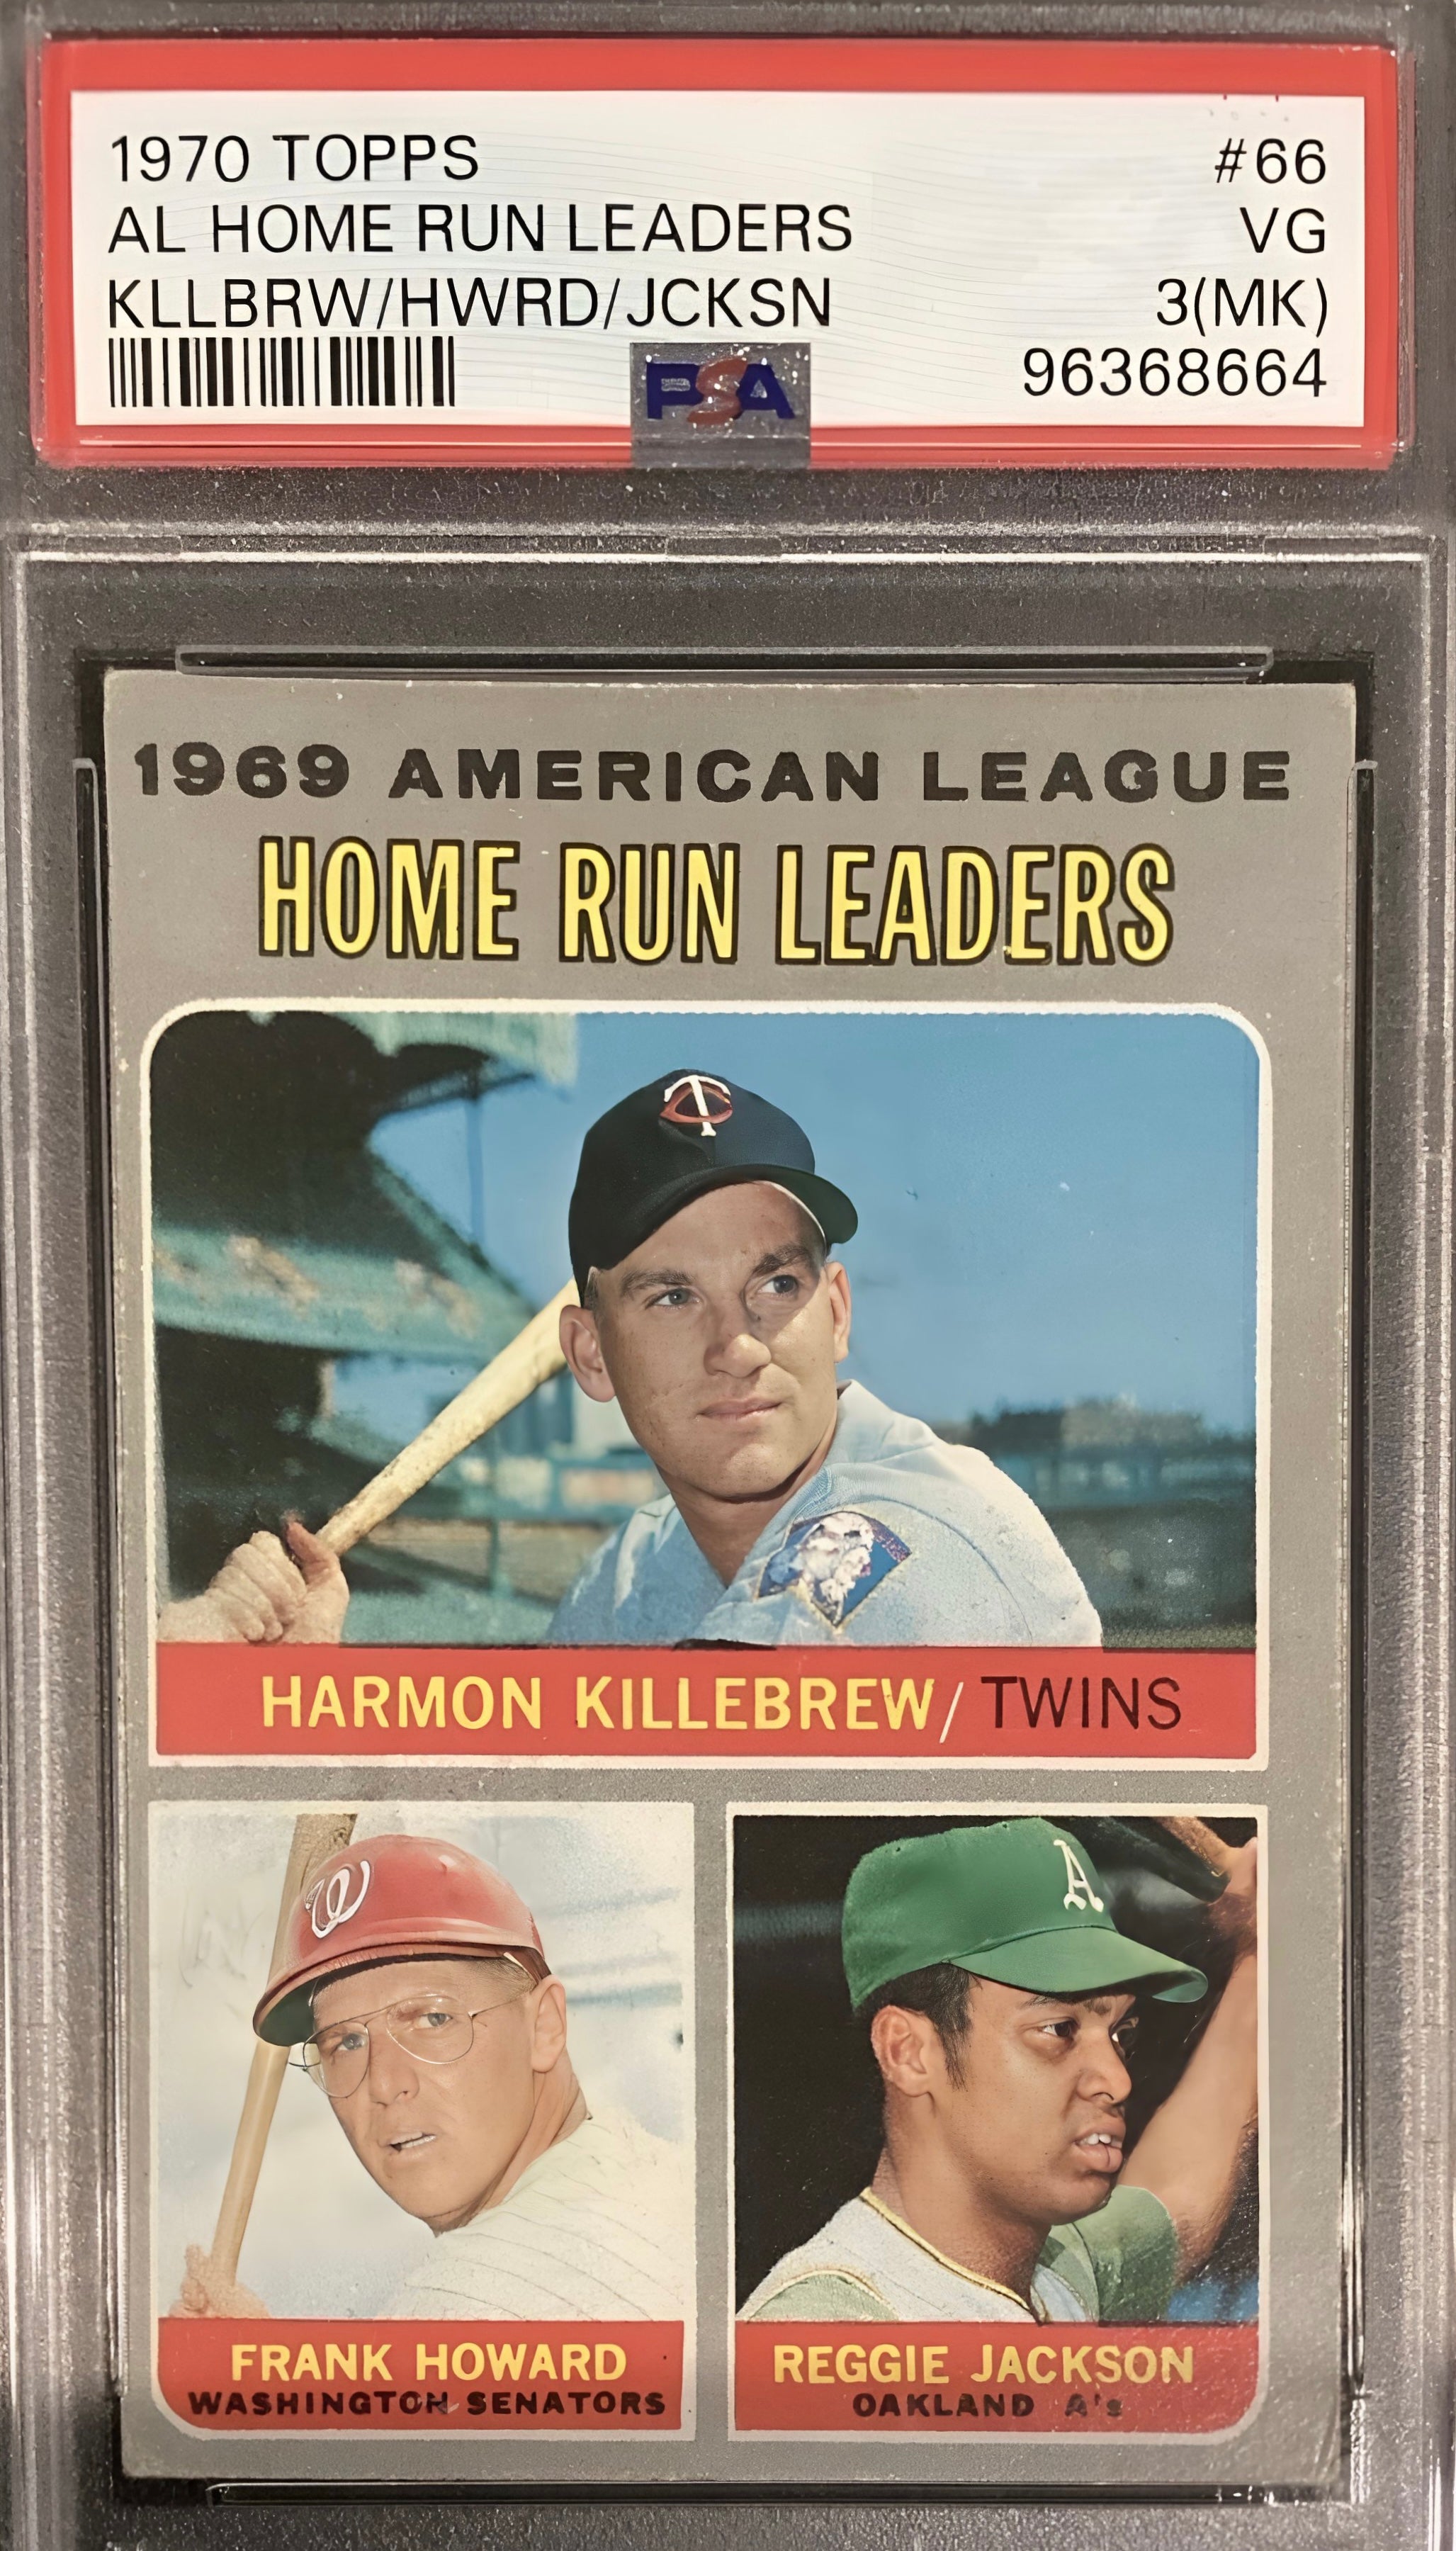 1970 TOPPS #66
AL HOME RUN LEADERS VG
KLLBRW/HWRD/JCKSN 3(MK)
PSA 96368664
1969 AMERICAN LEAGUE
HOME RUN LEADERS
T
HARMON KILLEBREW/TWINS
W
A
FRANK HOWARD
WASHINGTON SENATORS
REGGIE JACKSON
OAKLAND A's